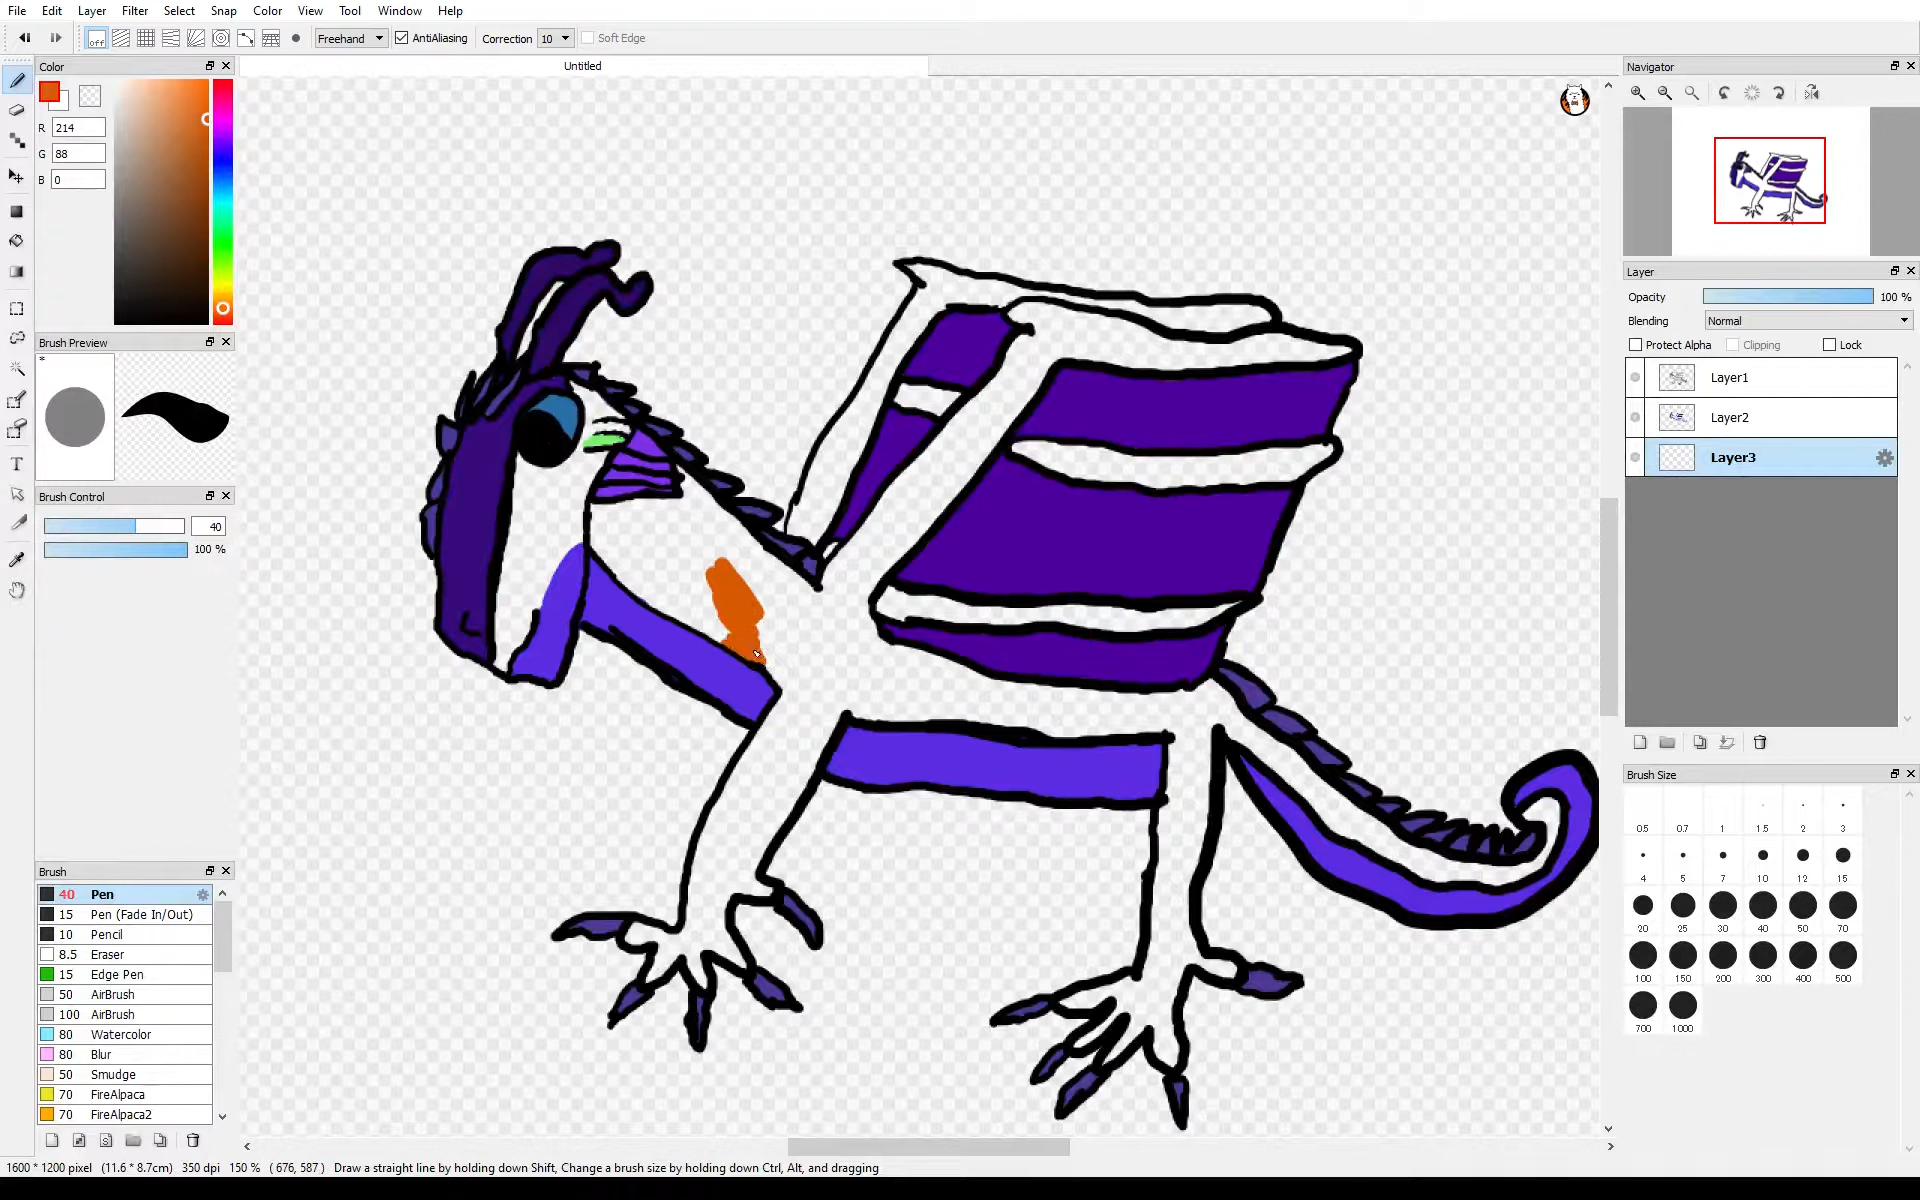 File Edit Layer Filter Select Snap Color View Tool Window Help
off Freehand AntiAliasing Correction 10 Soft Edge
Color
Untitled
Navigator
R 214
G 88
B 0
Layer
Opacity 100 %
Blending Normal
Protect Alpha Clipping Lock
Layer1
Layer2
Layer3
Brush Preview
*
Brush Control
40
100 %
Brush
40 Pen
15 Pen (Fade In/Out)
10 Pencil
8.5 Eraser
15 Edge Pen
50 AirBrush
100 AirBrush
80 Watercolor
80 Blur
50 Smudge
70 FireAlpaca
70 FireAlpaca2
Brush Size
0.5 0.7 1 1.5 2 3
4 5 7 10 12 15
20 25 30 40 50 70
100 150 200 300 400 500
700 1000
1600 * 1200 pixel (11.6 * 8.7cm) 350 dpi 150 % ( 676, 587 ) Draw a straight line by holding down Shift, Change a brush size by holding down Ctrl, Alt, and dragging